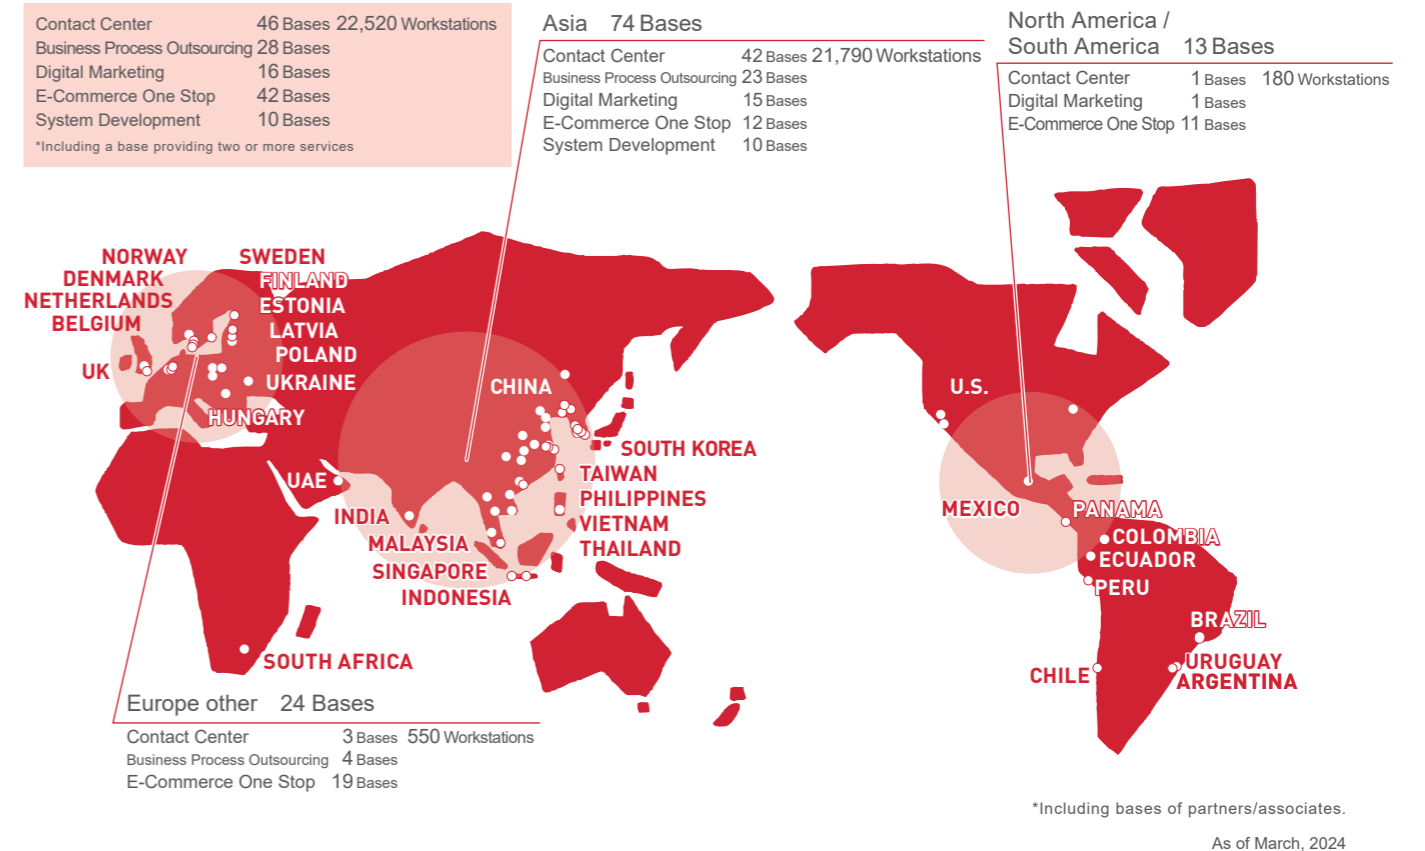 Contact Center 46 Bases 22,520 Workstations
Business Process Outsourcing 28 Bases
Digital Marketing 16 Bases
E-Commerce One Stop 42 Bases
System Development 10 Bases
*Including a base providing two or more services
Asia 74 Bases
Contact Center 42 Bases 21,790 Workstations
Business Process Outsourcing 23 Bases
Digital Marketing 15 Bases
E-Commerce One Stop 12 Bases
System Development 10 Bases
North America /
South America 13 Bases
Contact Center 1 Bases 180 Workstations
Digital Marketing 1 Bases
E-Commerce One Stop 11 Bases
NORWAY
DENMARK
NETHERLANDS
BELGIUM
UK
SWEDEN
FINLAND
ESTONIA
LATVIA
POLAND
UKRAINE
HUNGARY
CHINA
SOUTH KOREA
TAIWAN
PHILIPPINES
VIETNAM
THAILAND
UAE
INDIA
MALAYSIA
SINGAPORE
INDONESIA
SOUTH AFRICA
U.S.
MEXICO
PANAMA
COLOMBIA
ECUADOR
PERU
BRAZIL
CHILE
URUGUAY
ARGENTINA
Europe other 24 Bases
Contact Center 3 Bases 550 Workstations
Business Process Outsourcing 4 Bases
E-Commerce One Stop 19 Bases
*Including bases of partners/associates.
As of March, 2024